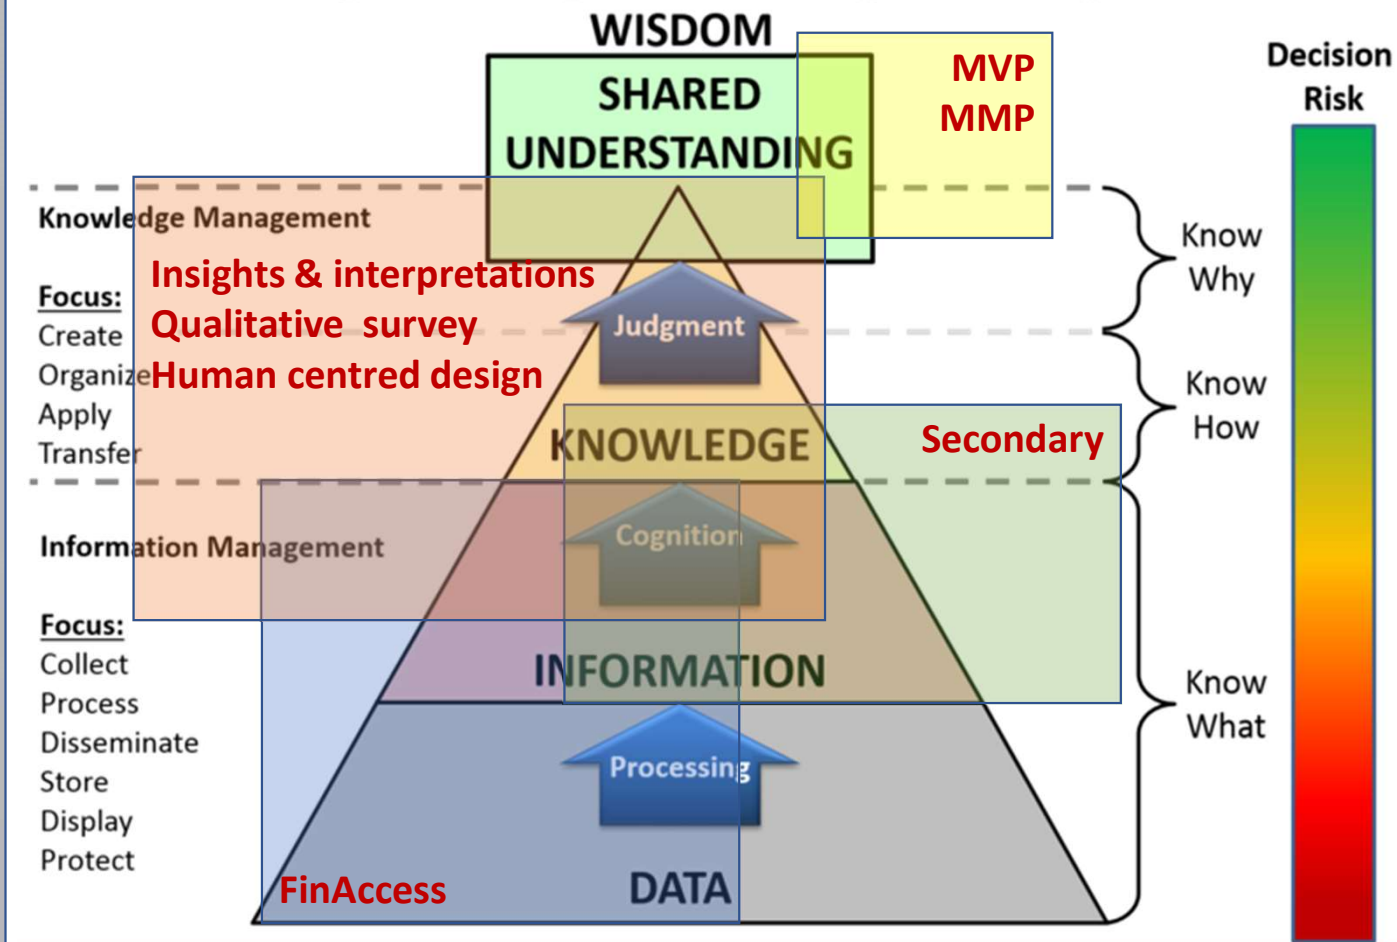 WISDOM
SHARED
UNDERSTANDING
MVP
MMP
Decision
Risk
Knowledge Management
Focus:
Create
Organize
Apply
Transfer
Insights & interpretations
Qualitative survey
Human centred design
Judgment
Know
Why
Know
How
KNOWLEDGE
Secondary
Information Management
Cognition
Focus:
Collect
Process
Disseminate
Store
Display
Protect
INFORMATION
Know
What
Processing
FinAccess
DATA